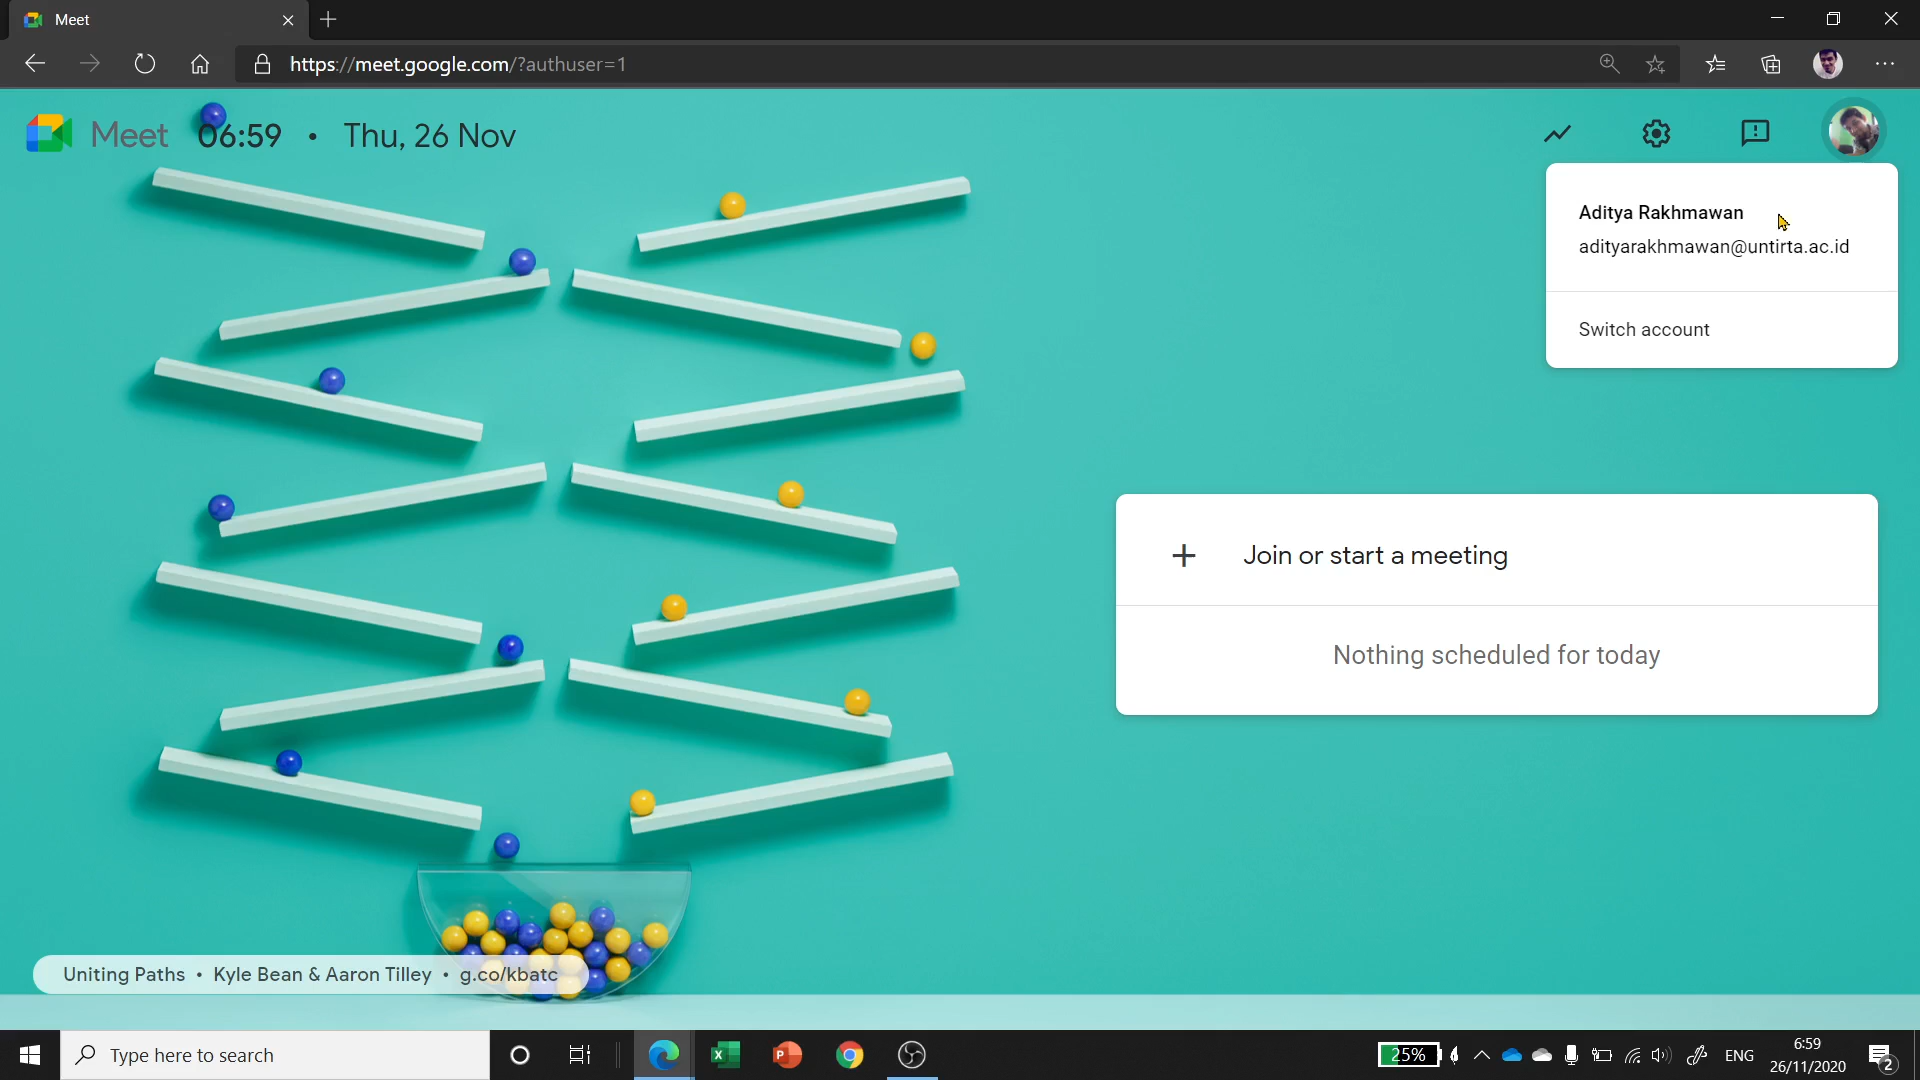 Meet
https://meet.google.com/?authuser=1
Meet 06:59 • Thu, 26 Nov
Aditya Rakhmawan
adityarakhmawan@untirta.ac.id
Switch account
Join or start a meeting
Nothing scheduled for today
Uniting Paths • Kyle Bean & Aaron Tilley • g.co/kbatc
Type here to search
25%
ENG
6:59
26/11/2020
2